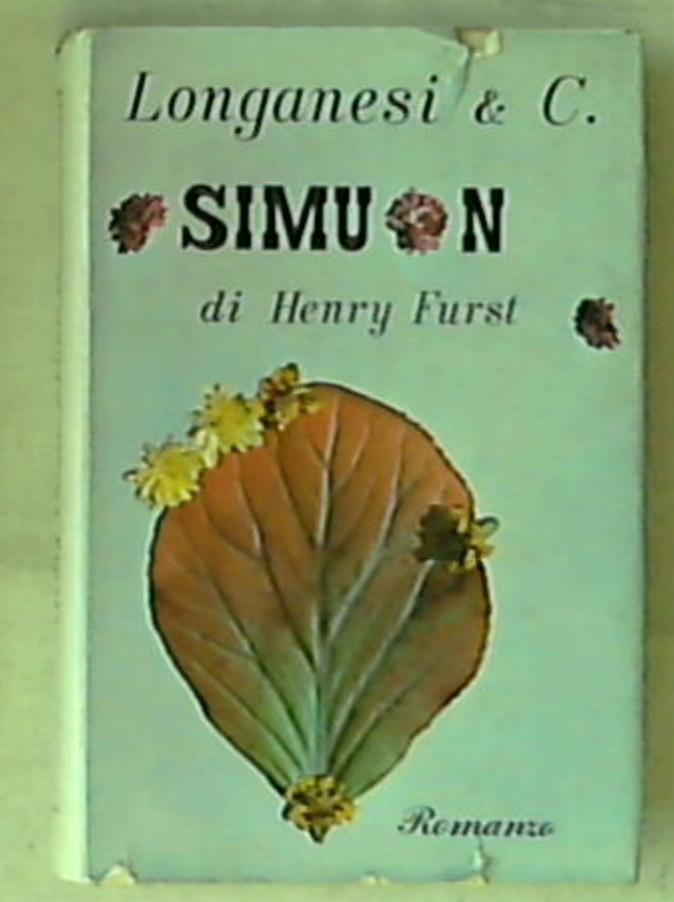 Longanesi & C.
SIMUN
di Henry Furst
Romanzo